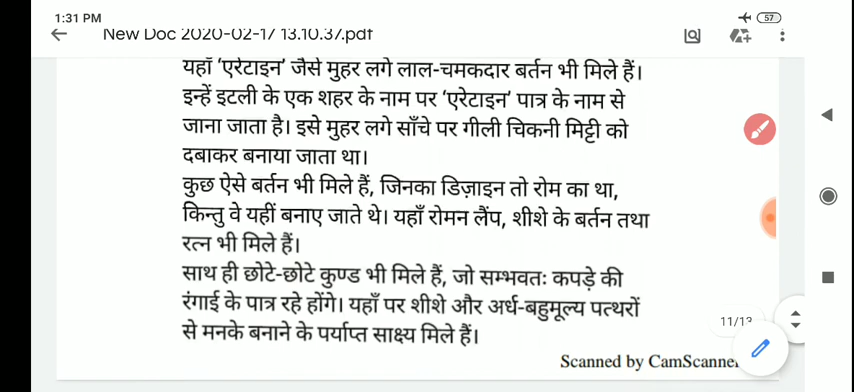 1:31 PM
57
New Doc 2020-02-17 13.10.37.pdf
यहाँ 'एरेटाइन' जैसे मुहर लगे लाल-चमकदार बर्तन भी मिले हैं।
इन्हें इटली के एक शहर के नाम पर 'एरेटाइन' पात्र के नाम से
जाना जाता है। इसे मुहर लगे साँचे पर गीली चिकनी मिट्टी को
दबाकर बनाया जाता था।
कुछ ऐसे बर्तन भी मिले हैं, जिनका डिज़ाइन तो रोम का था,
किन्तु वे यहीं बनाए जाते थे। यहाँ रोमन लैंप, शीशे के बर्तन तथा
रत्न भी मिले हैं।
साथ ही छोटे-छोटे कुण्ड भी मिले हैं, जो सम्भवतः कपड़े की
रंगाई के पात्र रहे होंगे। यहाँ पर शीशे और अर्ध-बहुमूल्य पत्थरों
से मनके बनाने के पर्याप्त साक्ष्य मिले हैं।
11/13
Scanned by CamScanner